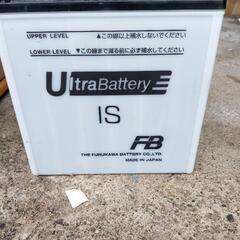 UPPER LEVEL ▲この線以上補水しないでください。
LOWER LEVEL ▼この線まで減る前に必ず補水してください。
UltraBattery
IS
FB
THE FURUKAWA BATTERY CO.,LTD.
MADE IN JAPAN